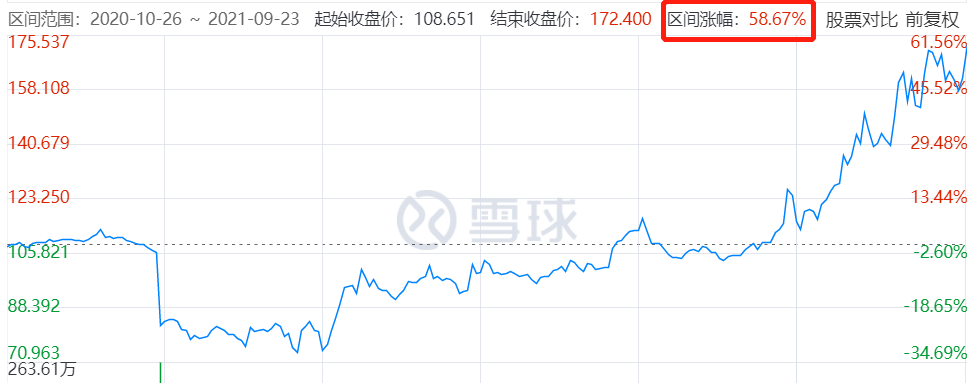 区间范围：2020-10-26 ~ 2021-09-23 起始收盘价：108.651 结束收盘价：172.400 区间涨幅：58.67% 股票对比 前复权
175.537 61.56%
158.108 45.52%
140.679 29.48%
123.250 13.44%
雪球
105.821 -2.60%
88.392 -18.65%
70.963 -34.69%
263.61万